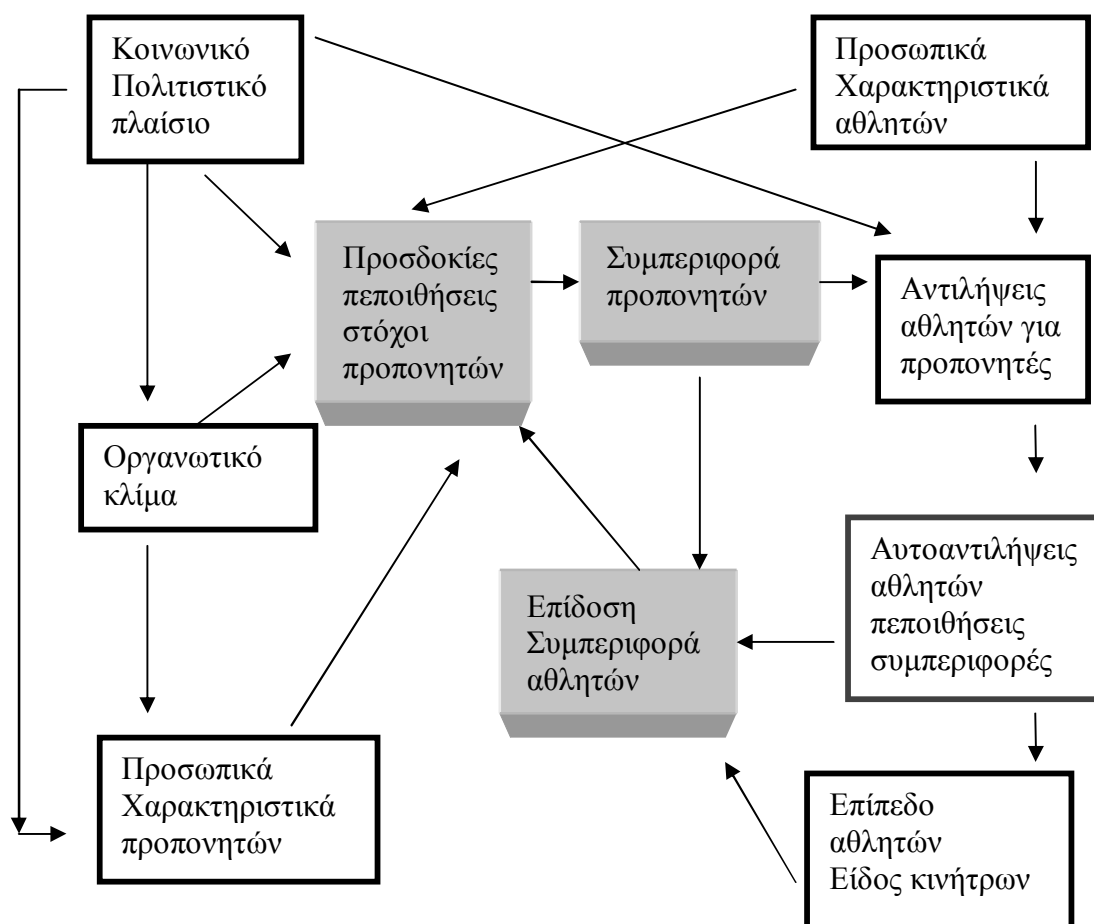 Κοινωνικό
Πολιτιστικό
πλαίσιο
Προσωπικά
Χαρακτηριστικά
αθλητών
Προσδοκίες
πεποιθήσεις
στόχοι
προπονητών
Συμπεριφορά
προπονητών
Αντιλήψεις
αθλητών για
προπονητές
Οργανωτικό
κλίμα
Επίδοση
Συμπεριφορά
αθλητών
Αυτοαντιλήψεις
αθλητών
πεποιθήσεις
συμπεριφορές
Προσωπικά
Χαρακτηριστικά
προπονητών
Επίπεδο
αθλητών
Είδος κινήτρων